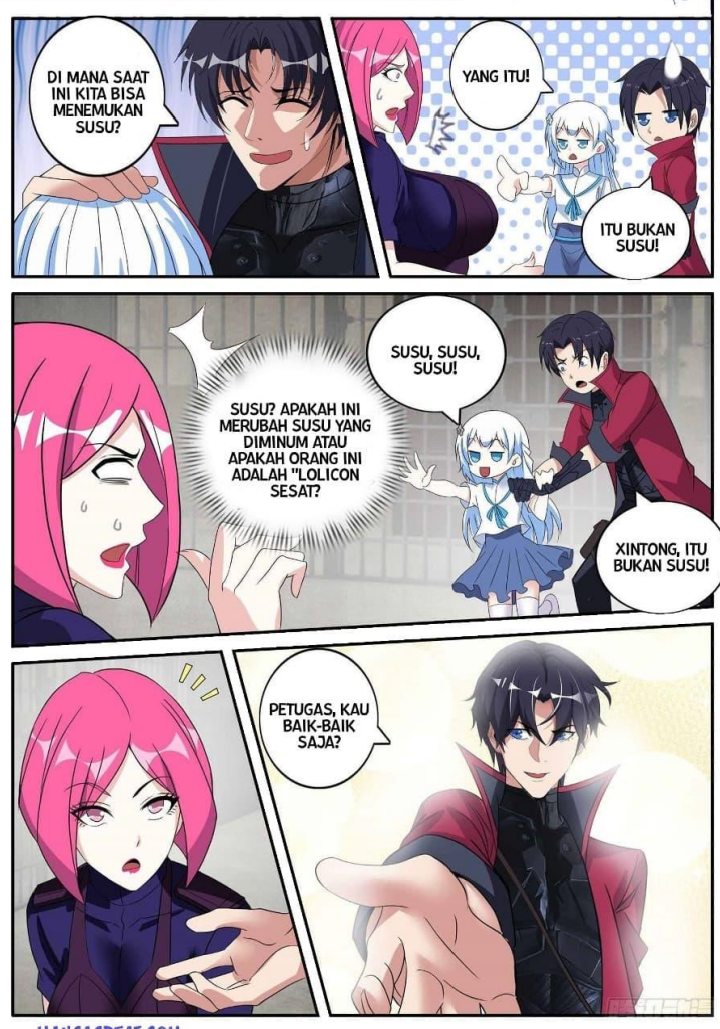 DI MANA SAAT
INI KITA BISA
MENEMUKAN
SUSU?
YANG ITU!
ITU BUKAN
SUSU!
SUSU, SUSU,
SUSU!
SUSU? APAKAH INI
MERUBAH SUSU YANG
DIMINUM ATAU
APAKAH ORANG INI
ADALAH "LOLICON
SESAT?
XINTONG, ITU
BUKAN SUSU!
PETUGAS, KAU
BAIK-BAIK
SAJA?